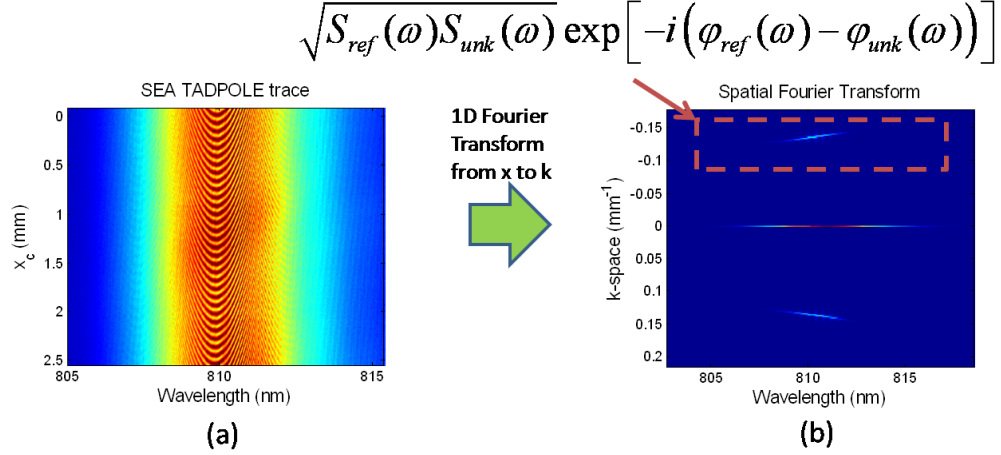 √S_ref(ω)S_unk(ω) exp[−i(φ_ref(ω) − φ_unk(ω))]
SEA TADPOLE trace
0
0.5
1
1.5
2
2.5
x_c (mm)
805
810
815
Wavelength (nm)
(a)
1D Fourier
Transform
from x to k
Spatial Fourier Transform
-0.15
-0.1
-0.05
0
0.05
0.1
0.15
0.2
k-space (mm⁻¹)
805
810
815
Wavelength (nm)
(b)